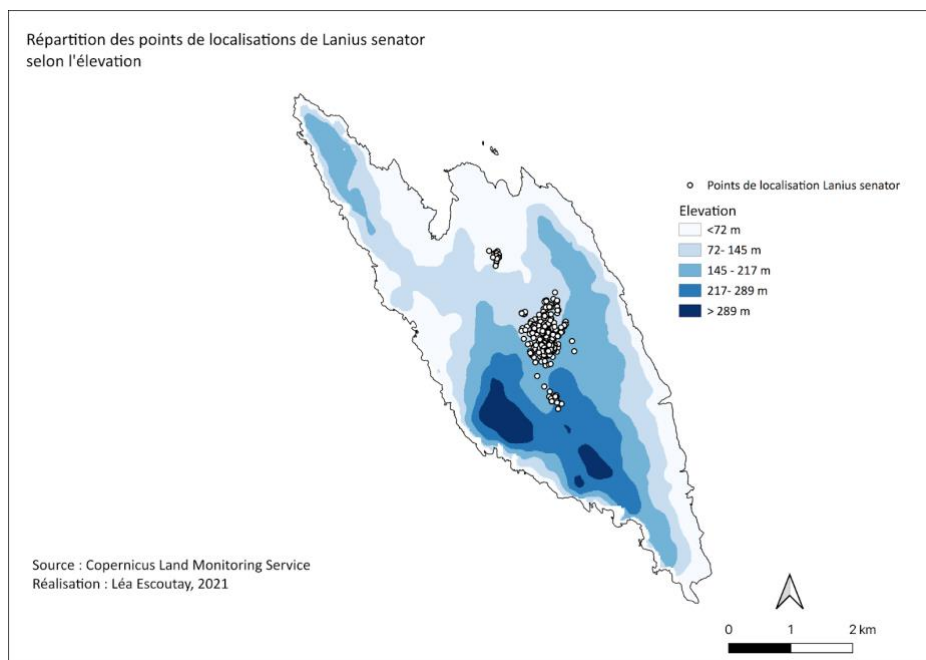 Répartition des points de localisations de Lanius senator
selon l'élevation
Points de localisation Lanius senator
Elevation
<72 m
72- 145 m
145 - 217 m
217- 289 m
> 289 m
Source : Copernicus Land Monitoring Service
Réalisation : Léa Escoutay, 2021
0 1 2 km